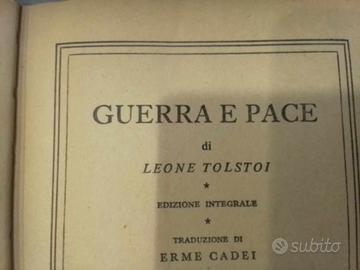 GUERRA E PACE
di
LEONE TOLSTOI
★
EDIZIONE INTEGRALE
★
TRADUZIONE DI
ERME CADEI
subito